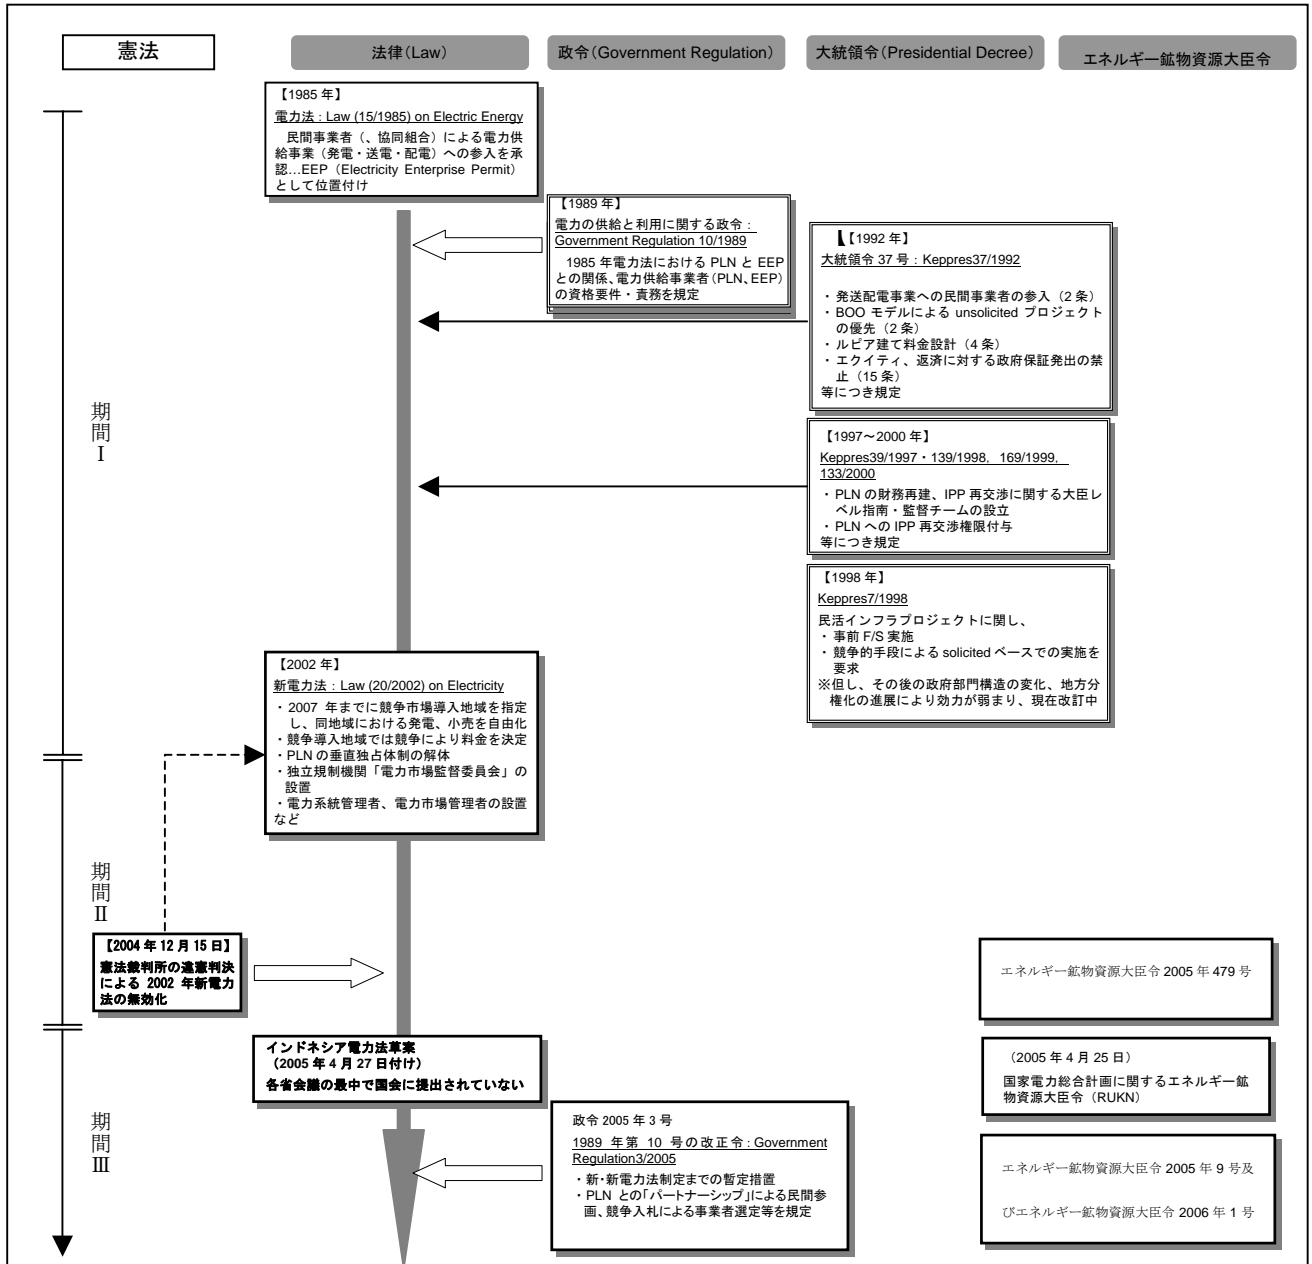 憲法
法律(Law)
政令(Government Regulation)
大統領令(Presidential Decree)
エネルギー鉱物資源大臣令
【1985 年】
電力法 : Law (15/1985) on Electric Energy
民間事業者（、協同組合）による電力供
給事業（発電・送電・配電）への参入を承
認…EEP（Electricity Enterprise Permit）
として位置付け
【1989 年】
電力の供給と利用に関する政令 :
Government Regulation 10/1989
1985 年電力法における PLN と EEP
との関係、電力供給事業者（PLN、EEP）
の資格要件・責務を規定
【1992 年】
大統領令 37 号 : Keppres37/1992
・発送配電事業への民間事業者の参入（2 条）
・BOO モデルによる unsolicited プロジェクト
の優先（2 条）
・ルピア建て料金設計（4 条）
・エクイティ、返済に対する政府保証発出の禁
止（15 条）
等につき規定
期間Ⅰ
【1997～2000 年】
Keppres39/1997・139/1998, 169/1999,
133/2000
・PLN の財務再建、IPP 再交渉に関する大臣レ
ベル指南・監督チームの設立
・PLN への IPP 再交渉権限付与
等につき規定
【1998 年】
Keppres7/1998
民活インフラプロジェクトに関し、
・事前 F/S 実施
・競争的手段による solicited ベースでの実施を
要求
※但し、その後の政府部門構造の変化、地方分
権化の進展により効力が弱まり、現在改訂中
【2002 年】
新電力法 : Law (20/2002) on Electricity
・2007 年までに競争市場導入地域を指定
し、同地域における発電、小売を自由化
・競争導入地域では競争により料金を決定
・PLN の垂直独占体制の解体
・独立規制機関「電力市場監督委員会」の
設置
・電力系統管理者、電力市場管理者の設置
など
期間Ⅱ
【2004 年 12 月 15 日】
憲法裁判所の違憲判決
による 2002 年新電力
法の無効化
エネルギー鉱物資源大臣令 2005 年 479 号
インドネシア電力法草案
（2005 年 4 月 27 日付け）
各省会議の最中で国会に提出されていない
（2005 年 4 月 25 日）
国家電力総合計画に関するエネルギー鉱
物資源大臣令（RUKN）
期間Ⅲ
政令 2005 年 3 号
1989 年第 10 号の改正令 : Government
Regulation3/2005
・新・新電力法制定までの暫定措置
・PLN との「パートナーシップ」による民間参
画、競争入札による事業者選定等を規定
エネルギー鉱物資源大臣令 2005 年 9 号及
びエネルギー鉱物資源大臣令 2006 年 1 号